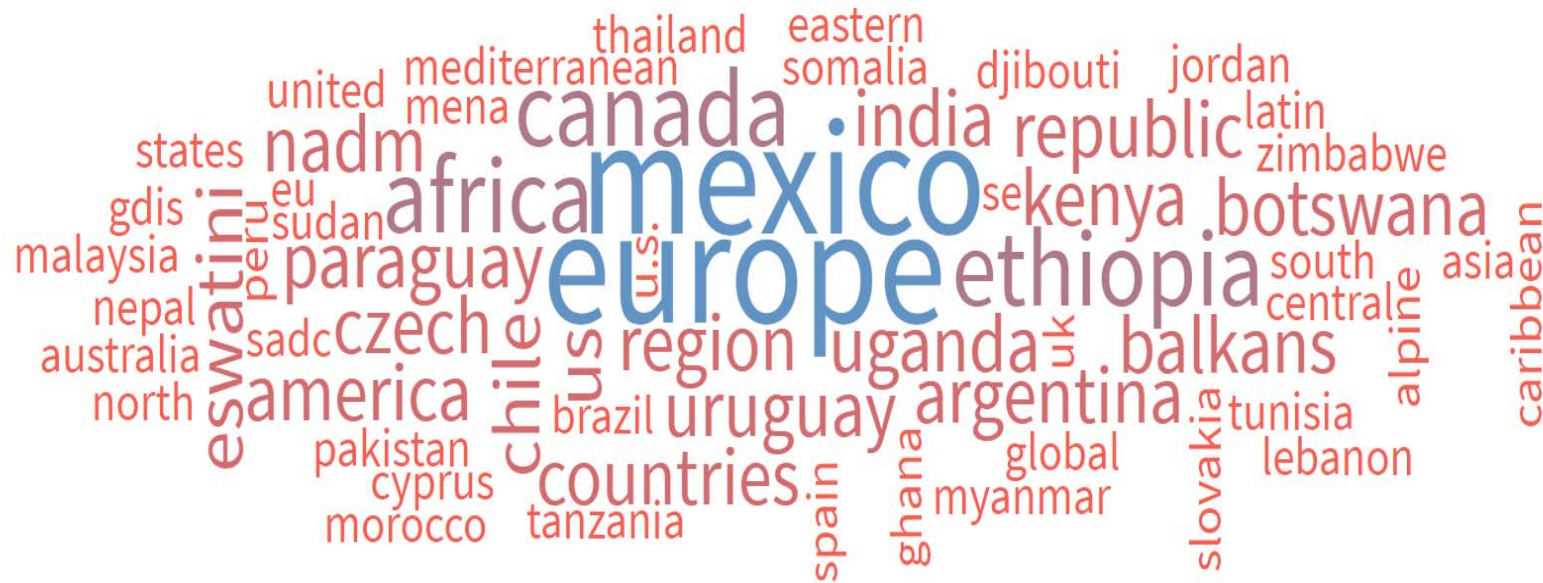 thailand
eastern
mediterranean
somalia
djibouti
jordan
united
mena
canada
india
republic
latin
states
nadm
mexico
zimbabwe
gdis
eu
sudan
africa
se
kenya
botswana
malaysia
eswatini
peru
paraguay
u.s.
europe
ethiopia
south
asia
caribbean
nepal
central
alpine
australia
sadc
czech
chile
us
region
uganda
uk
balkans
north
america
brazil
uruguay
argentina
tunisia
slovakia
pakistan
global
lebanon
cyprus
countries
spain
ghana
myanmar
morocco
tanzania